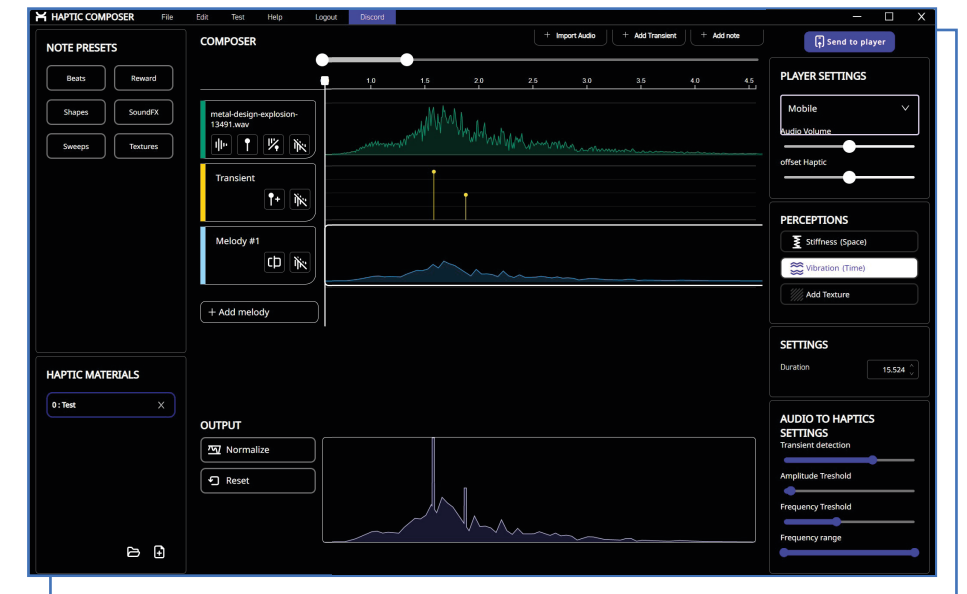 HAPTIC COMPOSER File Edit Test Help Logout Discord
NOTE PRESETS
Beats Reward
Shapes SoundFX
Sweeps Textures
HAPTIC MATERIALS
0 : Test X
COMPOSER
+ Import Audio + Add Transient + Add note
1.0 1.5 2.0 2.5 3.0 3.5 4.0 4.5
metal-design-explosion-
13491.wav
Transient
Melody #1
+ Add melody
OUTPUT
Normalize
Reset
Send to player
PLAYER SETTINGS
Mobile
Audio Volume
offset Haptic
PERCEPTIONS
Stiffness (Space)
Vibration (Time)
Add Texture
SETTINGS
Duration 15.524
AUDIO TO HAPTICS
SETTINGS
Transient detection
Amplitude Treshold
Frequency Treshold
Frequency range